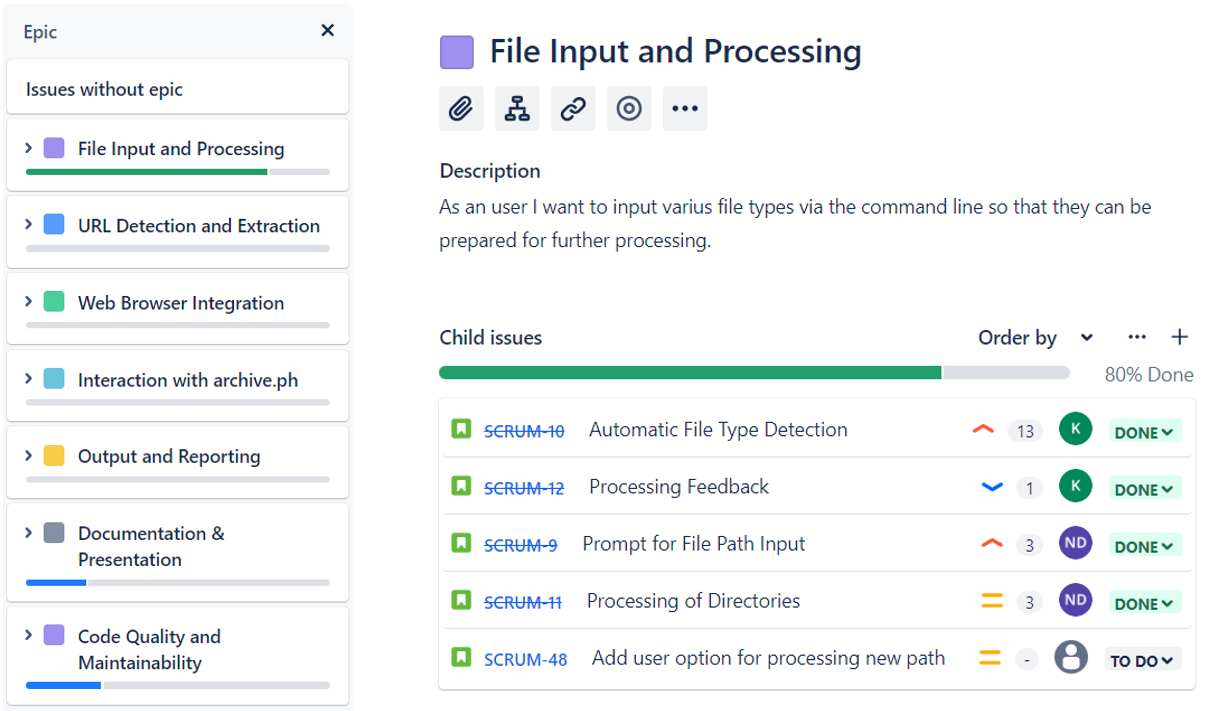 Epic
Issues without epic
File Input and Processing
URL Detection and Extraction
Web Browser Integration
Interaction with archive.ph
Output and Reporting
Documentation &
Presentation
Code Quality and
Maintainability
File Input and Processing
Description
As an user I want to input varius file types via the command line so that they can be
prepared for further processing.
Child issues Order by
80% Done
SCRUM-10 Automatic File Type Detection 13 K DONE
SCRUM-12 Processing Feedback 1 K DONE
SCRUM-9 Prompt for File Path Input 3 ND DONE
SCRUM-11 Processing of Directories 3 ND DONE
SCRUM-48 Add user option for processing new path - TO DO